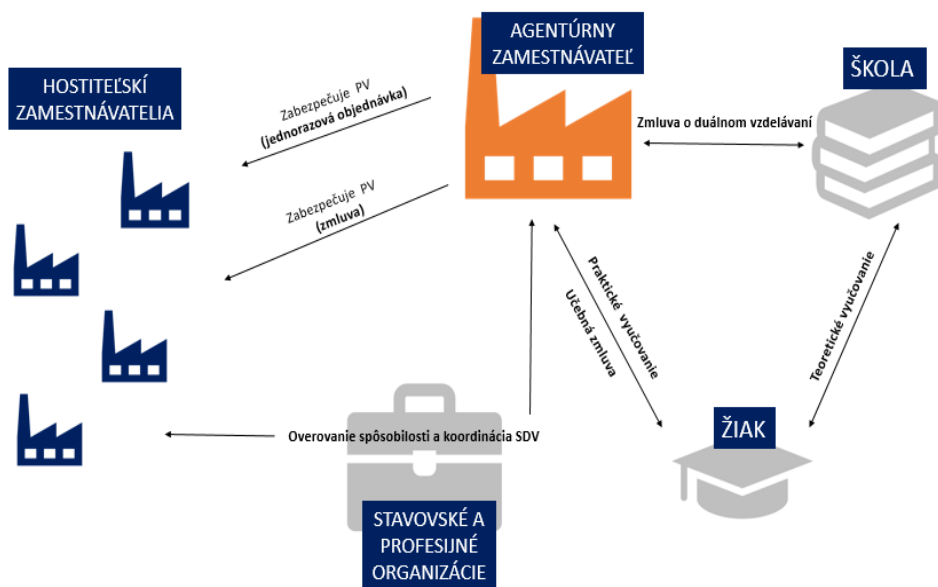 AGENTÚRNY
ZAMESTNÁVATEĽ
HOSTITEĽSKÍ
ZAMESTNÁVATELIA
ŠKOLA
Zabezpečuje PV
(jednorazová objednávka)
Zmluva o duálnom vzdelávaní
Zabezpečuje PV
(zmluva)
Praktické vyučovanie
Učebná zmluva
Teoretické vyučovanie
Overovanie spôsobilosti a koordinácia SDV
ŽIAK
STAVOVSKÉ A
PROFESIJNÉ
ORGANIZÁCIE